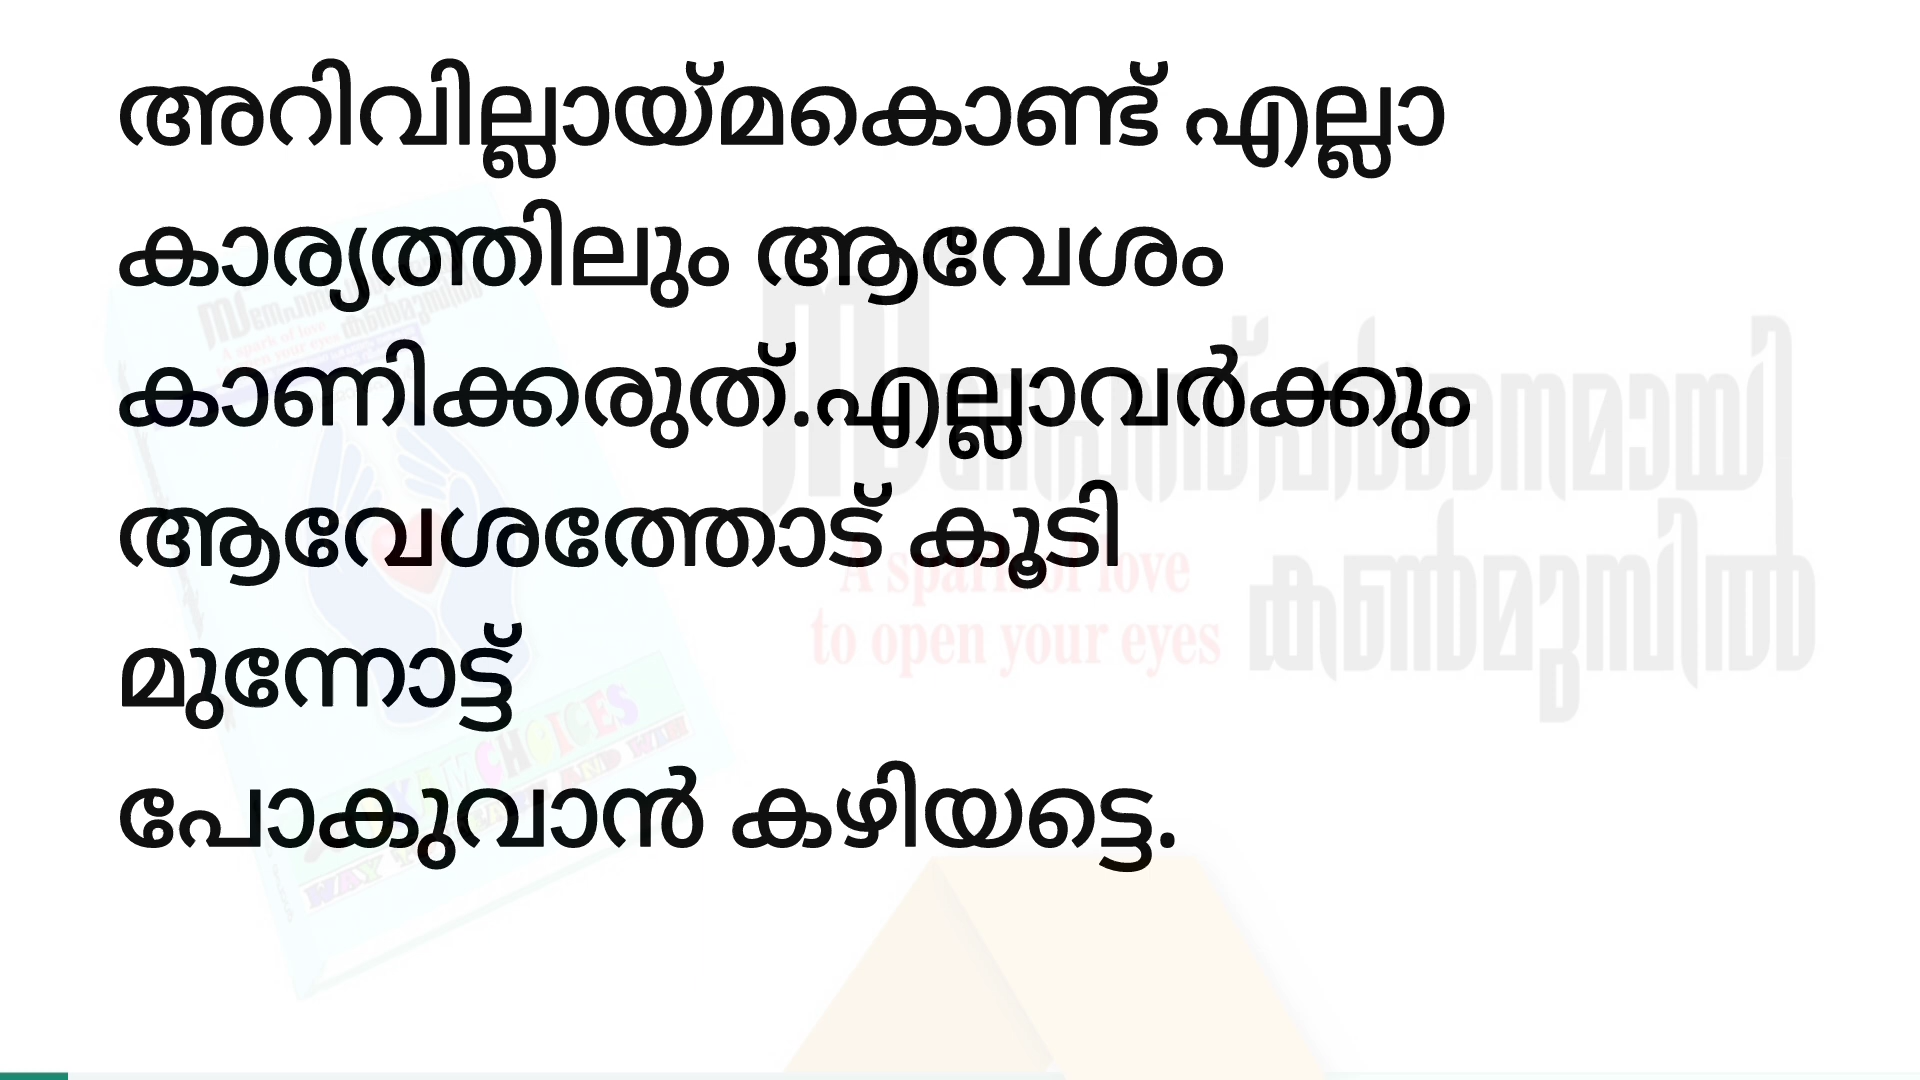 അറിവില്ലായ്മകൊണ്ട് എല്ലാ
കാര്യത്തിലും ആവേശം
കാണിക്കരുത്.എല്ലാവർക്കും
ആവേശത്തോട് കൂടി
മുന്നോട്ട്
പോകുവാൻ കഴിയട്ടെ.
A spark of love
to open your eyes
കൺമുമ്പിൽ